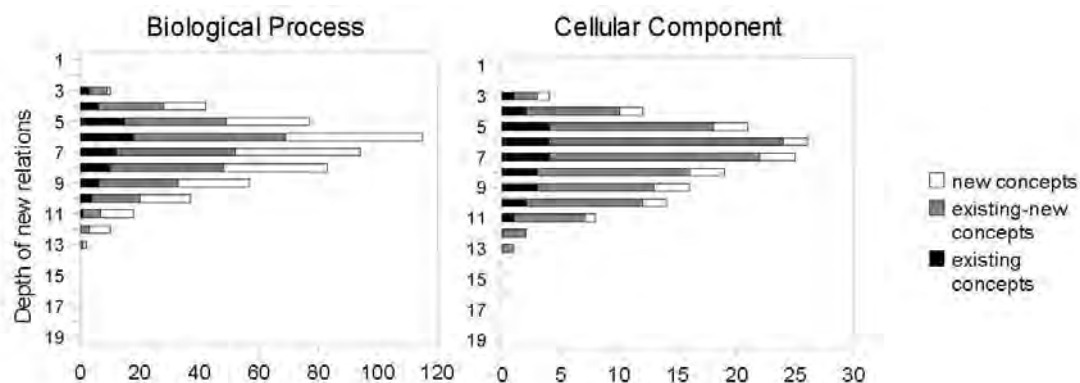 Biological Process
Cellular Component
Depth of new relations
1
3
5
7
9
11
13
15
17
19
0 20 40 60 80 100 120
1
3
5
7
9
11
13
15
17
19
0 5 10 15 20 25 30
new concepts
existing-new
concepts
existing
concepts